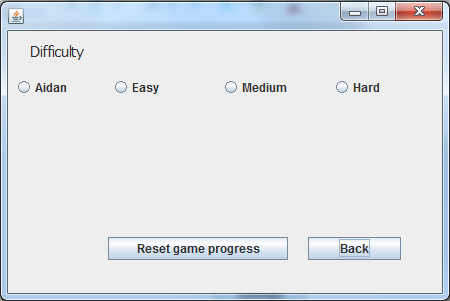 Difficulty
Aidan Easy Medium Hard
Reset game progress Back